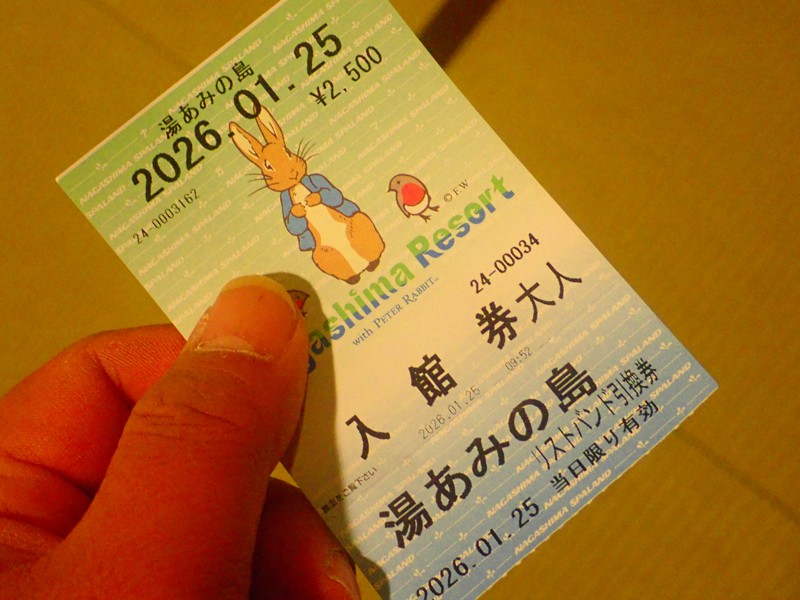 湯あみの島
2026.01.25
¥2,500
24-0003162
© F.W
ashima Resort
with PETER RABBIT™
24-00034
入館券 大人
2026.01.25 09:52
湯あみの島
リストバンド引換券
2026.01.25 当日限り有効
NAGASHIMA SPALAND